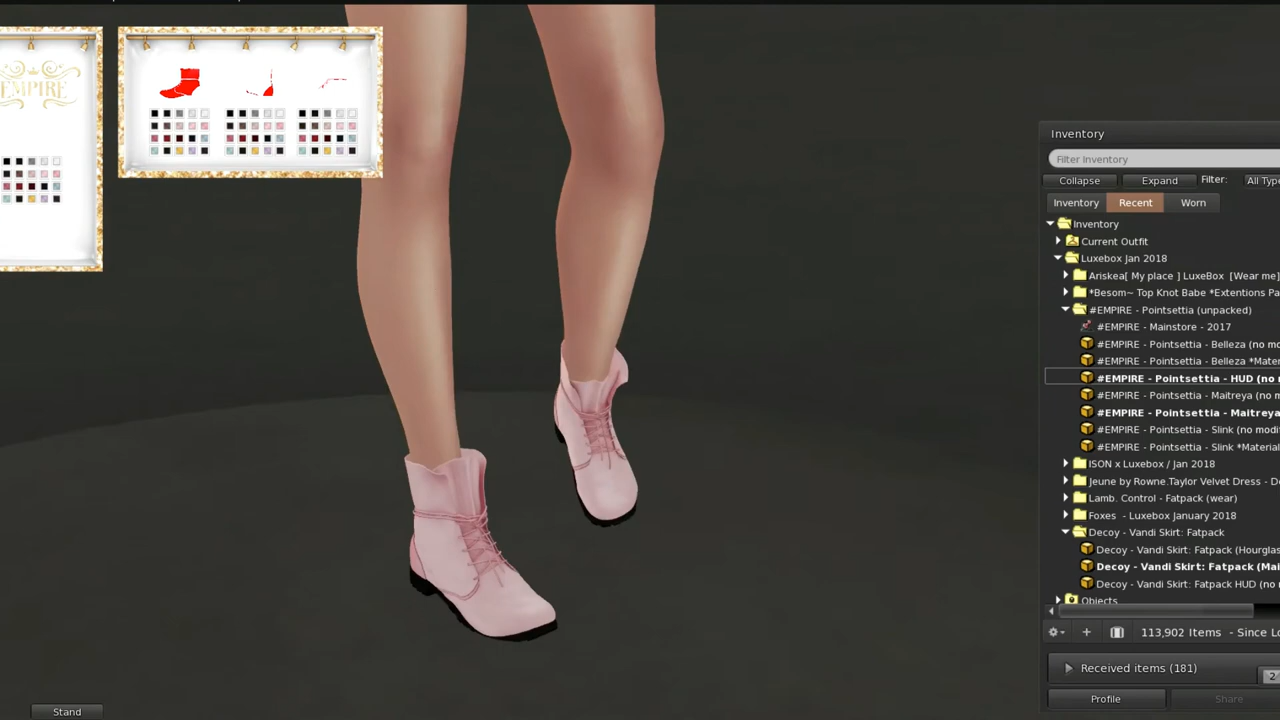 EMPIRE
Inventory
Filter Inventory
Collapse
Expand
Filter:
All Type
Inventory
Recent
Worn
Inventory
Current Outfit
Luxebox Jan 2018
Ariskea[ My place ] LuxeBox [Wear me]
*Besom~ Top Knot Babe *Extentions Pa
#EMPIRE - Pointsettia (unpacked)
#EMPIRE - Mainstore - 2017
#EMPIRE - Pointsettia - Belleza (no mo
#EMPIRE - Pointsettia - Belleza *Mater
#EMPIRE - Pointsettia - HUD (no
#EMPIRE - Pointsettia - Maitreya (no m
#EMPIRE - Pointsettia - Maitreya
#EMPIRE - Pointsettia - Slink (no modif
#EMPIRE - Pointsettia - Slink *Material
ISON x Luxebox / Jan 2018
Jeune by Rowne Taylor Velvet Dress - De
Lamb. Control - Fatpack (wear)
Foxes - Luxebox January 2018
Decoy - Vandi Skirt: Fatpack
Decoy - Vandi Skirt: Fatpack (Hourglas
Decoy - Vandi Skirt: Fatpack (Mai
Decoy - Vandi Skirt: Fatpack HUD (no
Objects
113,902 Items - Since Lo
Received items (181)
2
Profile
Share
Stand